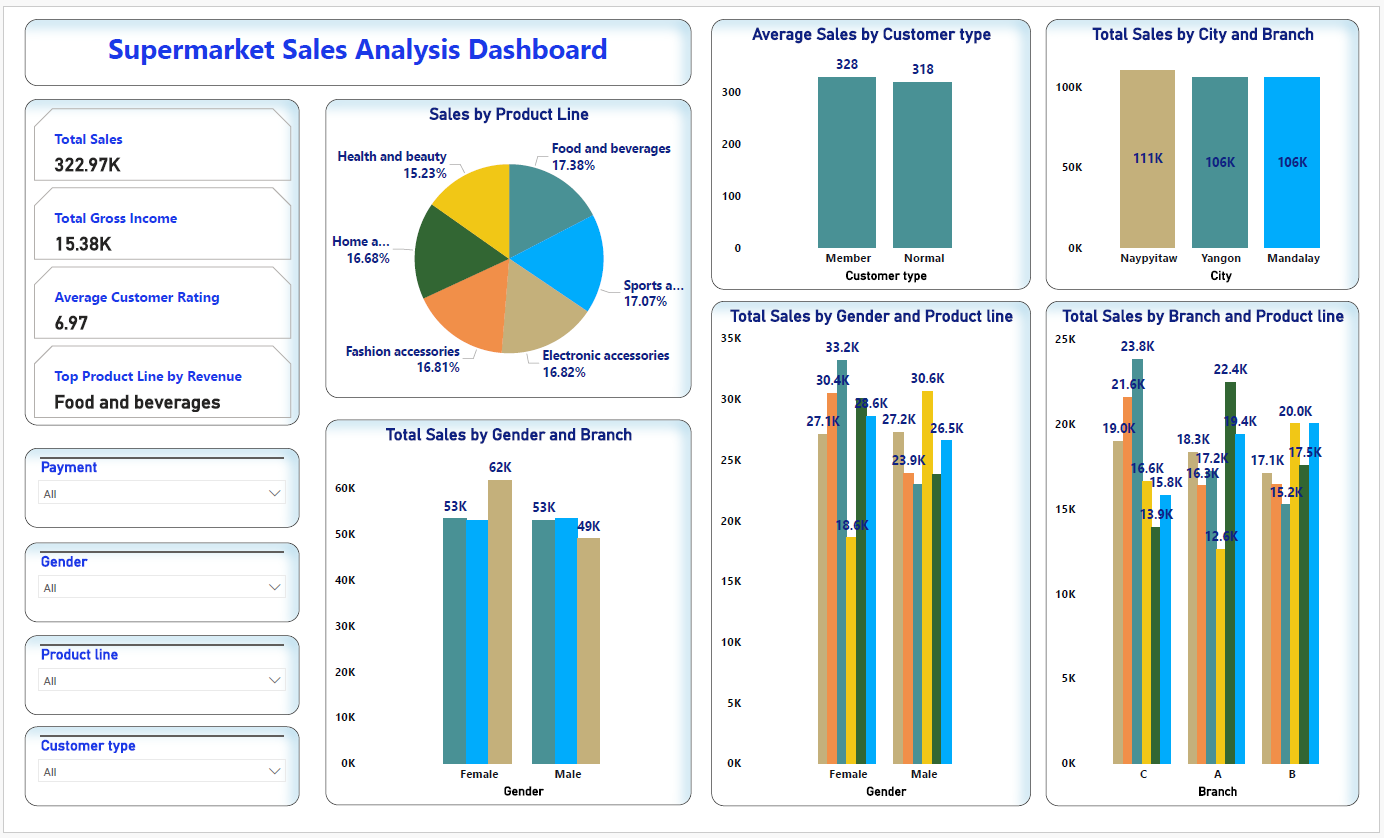 Supermarket Sales Analysis Dashboard
Total Sales
322.97K
Total Gross Income
15.38K
Average Customer Rating
6.97
Top Product Line by Revenue
Food and beverages
Payment
All
Gender
All
Product line
All
Customer type
All
Sales by Product Line
Health and beauty
15.23%
Food and beverages
17.38%
Home a...
16.68%
Sports a...
17.07%
Fashion accessories
16.81%
Electronic accessories
16.82%
Total Sales by Gender and Branch
60K
50K
40K
30K
20K
10K
0K
53K
62K
53K
49K
Female
Male
Gender
Average Sales by Customer type
300
200
100
0
328
318
Member
Normal
Customer type
Total Sales by City and Branch
100K
50K
0K
111K
106K
106K
Naypyitaw
Yangon
Mandalay
City
Total Sales by Gender and Product line
35K
30K
25K
20K
15K
10K
5K
0K
27.1K
30.4K
33.2K
18.6K
28.6K
27.2K
23.9K
30.6K
26.5K
Female
Male
Gender
Total Sales by Branch and Product line
25K
20K
15K
10K
5K
0K
19.0K
21.6K
23.8K
16.6K
13.9K
15.8K
18.3K
16.3K
17.2K
12.6K
22.4K
19.4K
17.1K
15.2K
20.0K
17.5K
C
A
B
Branch